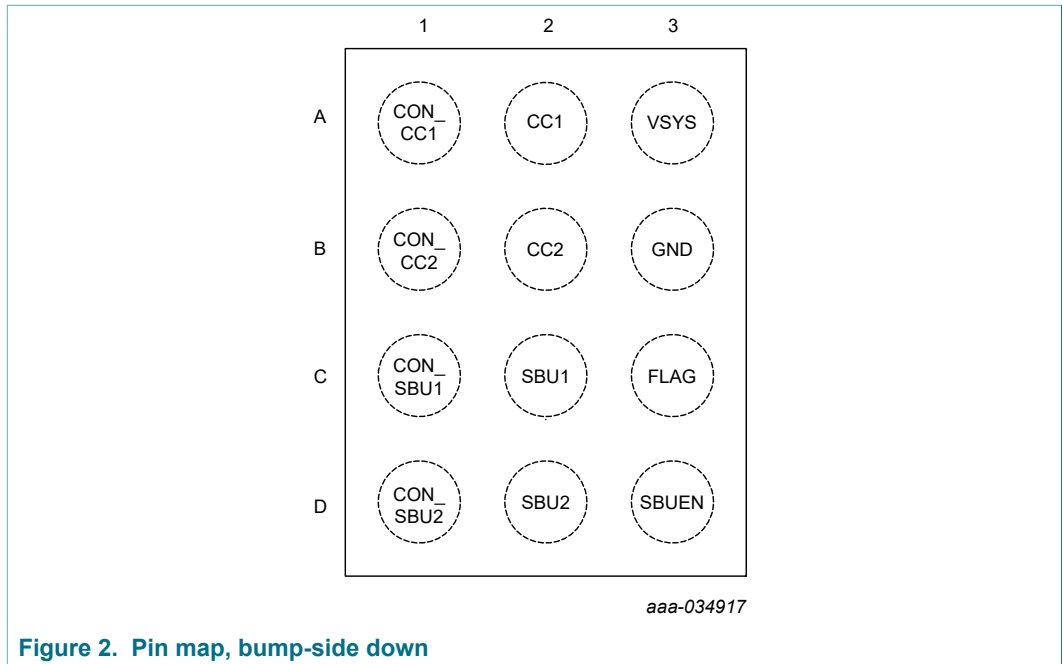 1 2 3
A CON_
CC1 CC1 VSYS
B CON_
CC2 CC2 GND
C CON_
SBU1 SBU1 FLAG
D CON_
SBU2 SBU2 SBUEN
aaa-034917
Figure 2. Pin map, bump-side down